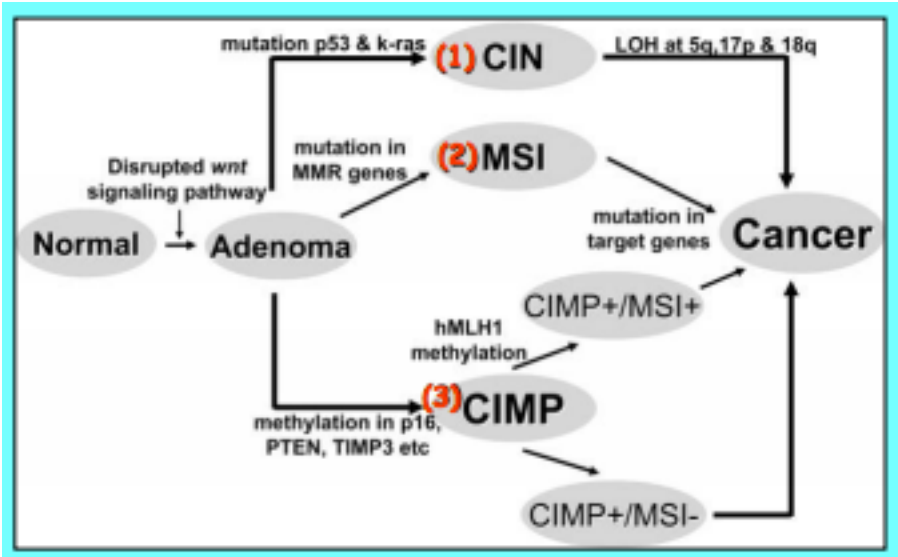 mutation p53 & k-ras
(1) CIN
LOH at 5q,17p & 18q
mutation in
MMR genes
(2) MSI
Disrupted wnt
signaling pathway
mutation in
target genes
Normal
Adenoma
Cancer
CIMP+/MSI+
hMLH1
methylation
(3) CIMP
methylation in p16,
PTEN, TIMP3 etc
CIMP+/MSI-